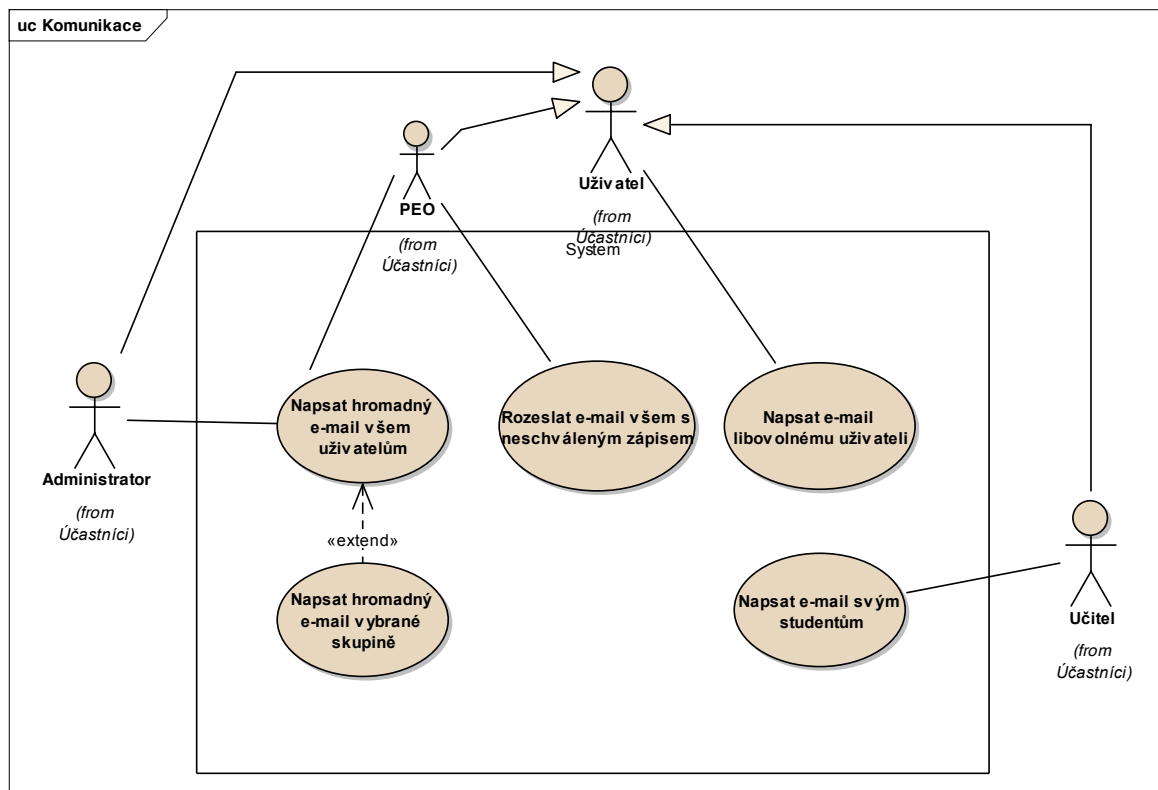 uc Komunikace
Uživatel
(from
Účastníci)
PEO
(from
Účastníci)
System
Administrator
(from
Účastníci)
Napsat hromadný
e-mail všem
uživatelům
Rozeslat e-mail všem s
neschváleným zápisem
Napsat e-mail
libovolnému uživateli
«extend»
Napsat hromadný
e-mail vybrané
skupině
Napsat e-mail svým
studentům
Učitel
(from
Účastníci)